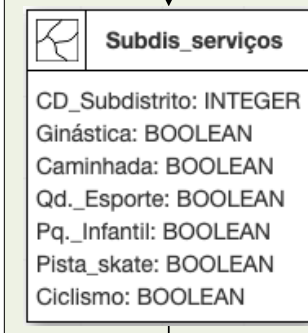 Subdis_serviços
CD_Subdistrito: INTEGER
Ginástica: BOOLEAN
Caminhada: BOOLEAN
Qd._Esporte: BOOLEAN
Pq._Infantil: BOOLEAN
Pista_skate: BOOLEAN
Ciclismo: BOOLEAN